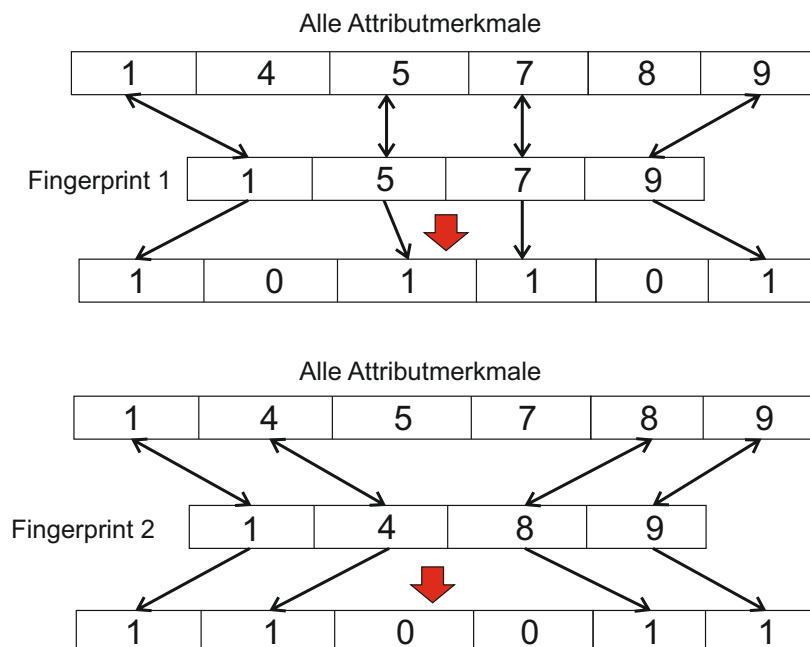 Alle Attributmerkmale
1 4 5 7 8 9
Fingerprint 1
1 5 7 9
1 0 1 1 0 1
Alle Attributmerkmale
1 4 5 7 8 9
Fingerprint 2
1 4 8 9
1 1 0 0 1 1